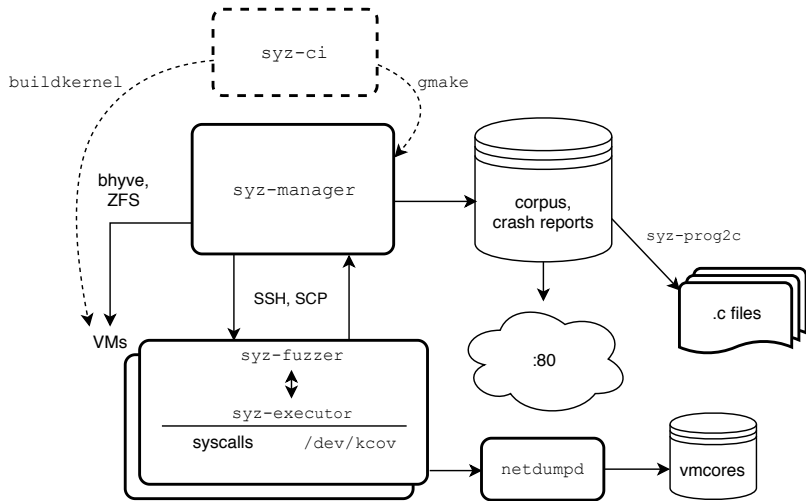 syz-ci
buildkernel
gmake
bhyve,
ZFS
syz-manager
corpus,
crash reports
syz-prog2c
SSH, SCP
.c files
VMs
syz-fuzzer
:80
syz-executor
syscalls /dev/kcov
netdumpd
vmcores